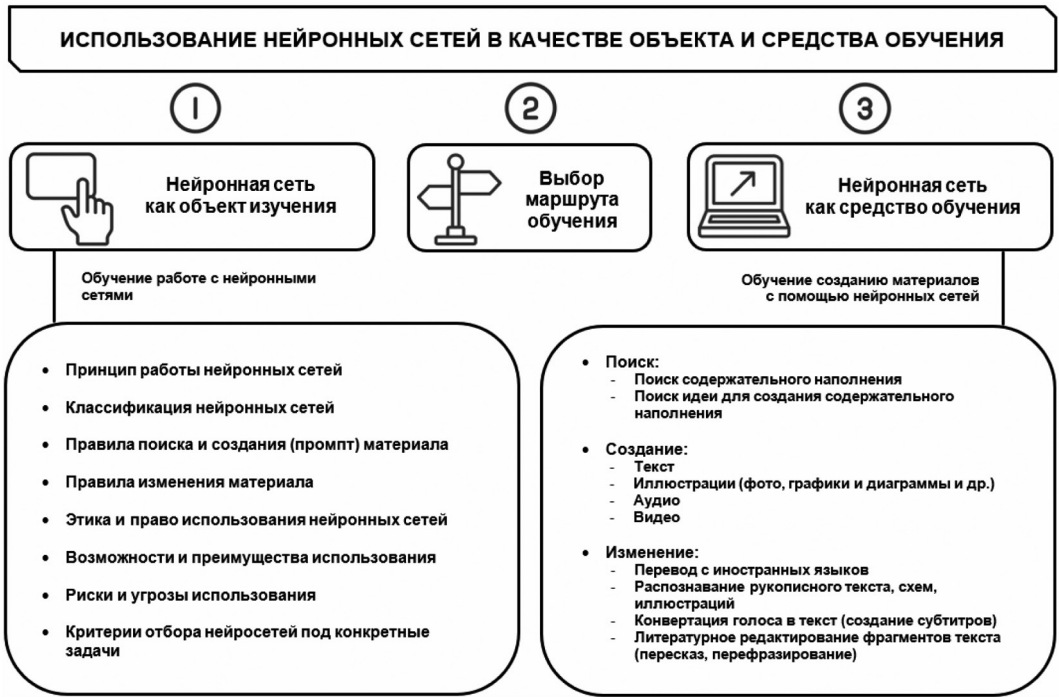 ИСПОЛЬЗОВАНИЕ НЕЙРОННЫХ СЕТЕЙ В КАЧЕСТВЕ ОБЪЕКТА И СРЕДСТВА ОБУЧЕНИЯ
1
Нейронная сеть
как объект изучения
2
Выбор
маршрута
обучения
3
Нейронная сеть
как средство обучения
Обучение работе с нейронными
сетями
• Принцип работы нейронных сетей
• Классификация нейронных сетей
• Правила поиска и создания (промпт) материала
• Правила изменения материала
• Этика и право использования нейронных сетей
• Возможности и преимущества использования
• Риски и угрозы использования
• Критерии отбора нейросетей под конкретные
задачи
Обучение созданию материалов
с помощью нейронных сетей
• Поиск:
- Поиск содержательного наполнения
- Поиск идеи для создания содержательного
наполнения
• Создание:
- Текст
- Иллюстрации (фото, графики и диаграммы и др.)
- Аудио
- Видео
• Изменение:
- Перевод с иностранных языков
- Распознавание рукописного текста, схем,
иллюстраций
- Конвертация голоса в текст (создание субтитров)
- Литературное редактирование фрагментов текста
(пересказ, перефразирование)